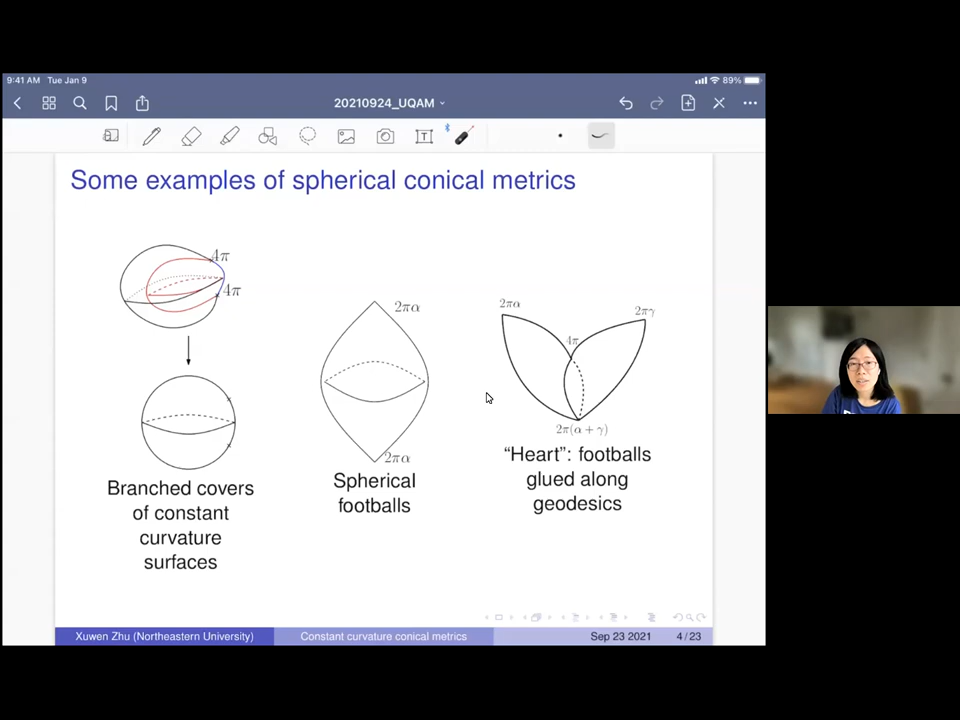 9:41 AM Tue Jan 9
89%
20210924_UQAM
Some examples of spherical conical metrics
4π
4π
2πα
2πα
2πα
2πγ
4π
2π(α + γ)
Branched covers
of constant
curvature
surfaces
Spherical
footballs
“Heart”: footballs
glued along
geodesics
Xuwen Zhu (Northeastern University)
Constant curvature conical metrics
Sep 23 2021
4 / 23